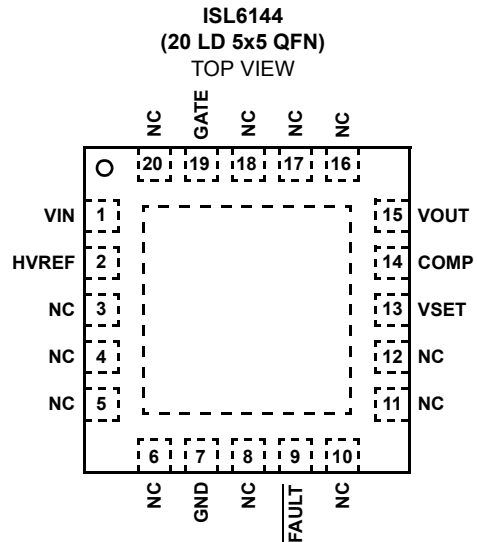 ISL6144
(20 LD 5x5 QFN)
TOP VIEW
NC GATE NC NC NC
20 19 18 17 16
VIN 1 15 VOUT
HVREF 2 14 COMP
NC 3 13 VSET
NC 4 12 NC
NC 5 11 NC
6 7 8 9 10
NC GND NC FAULT NC